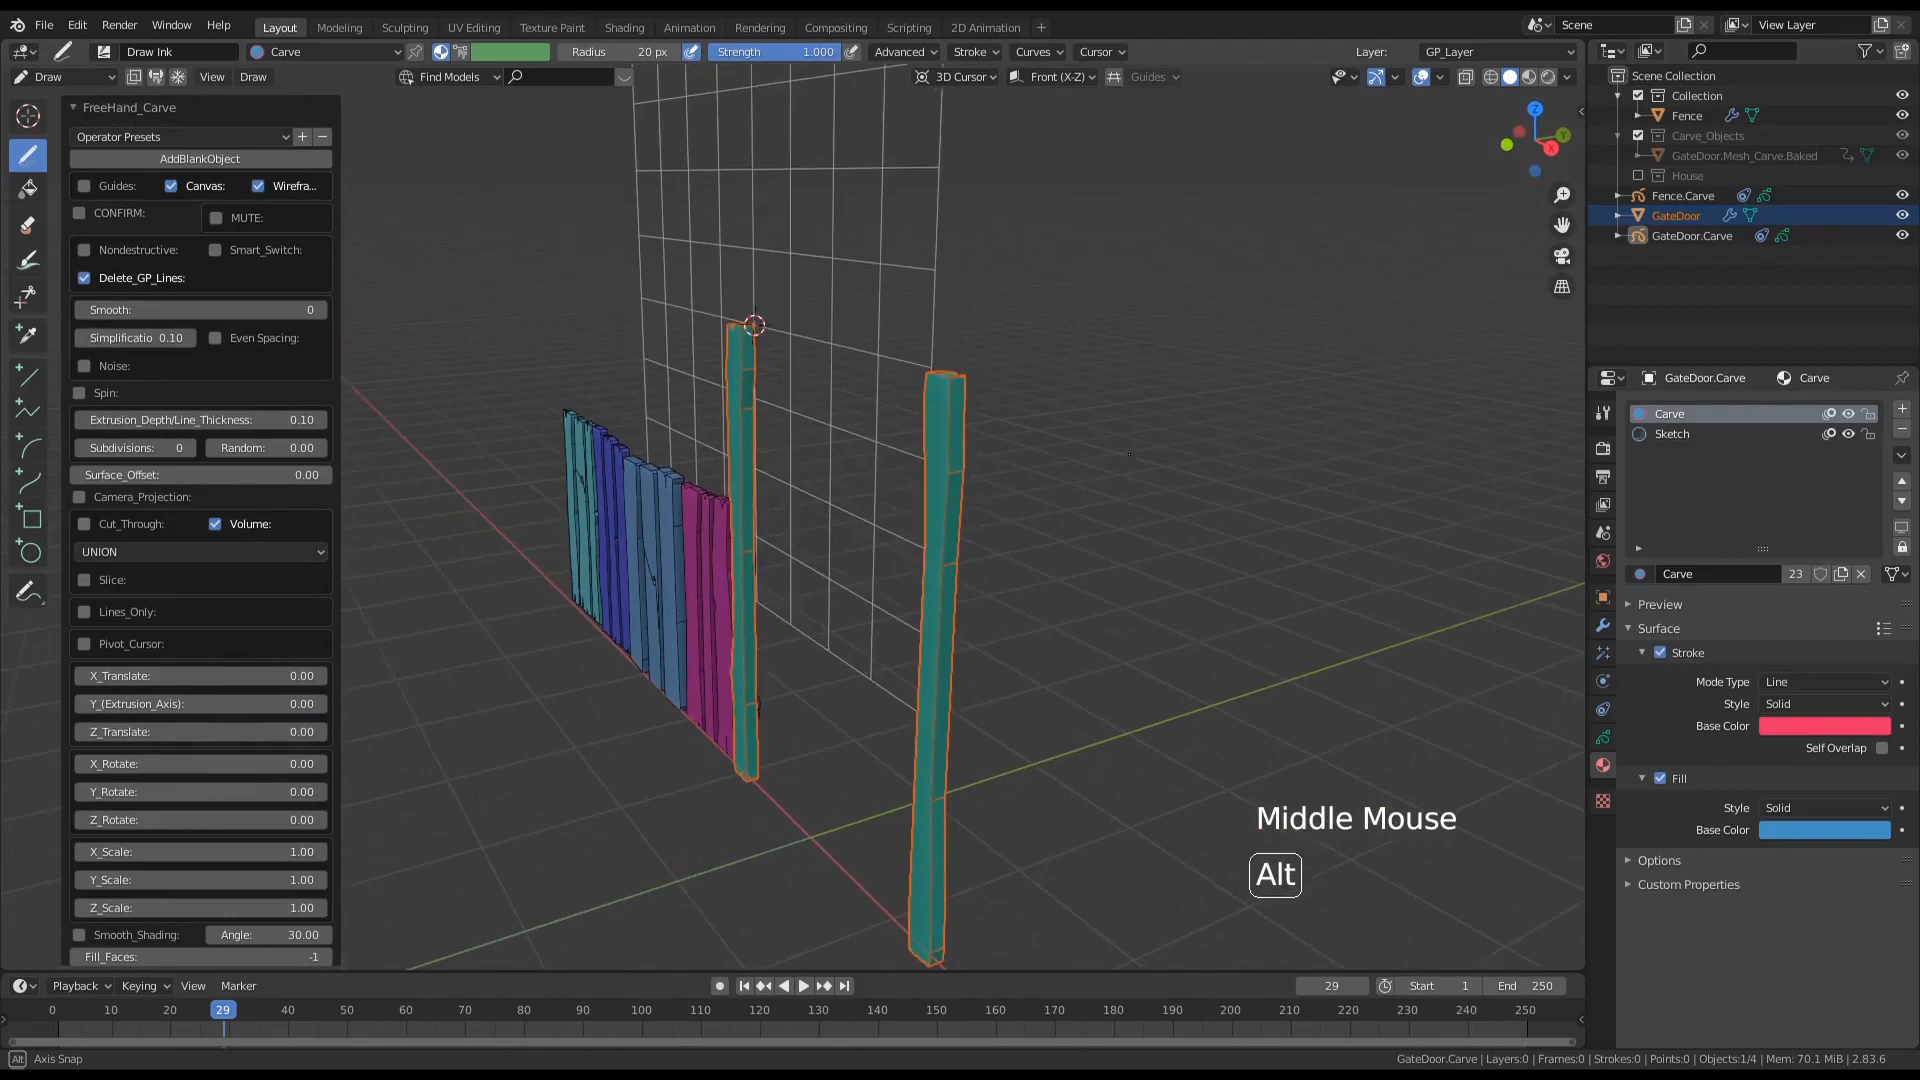 File Edit Render Window Help Layout Modeling Sculpting UV Editing Texture Paint Shading Animation Rendering Compositing Scripting 2D Animation + Scene View Layer
Draw Ink Carve Radius 20 px Strength 1.000 Advanced Stroke Curves Cursor Layer: GP_Layer
Draw View Draw Find Models 3D Cursor Front (X-Z) Guides
Scene Collection
Collection
Fence
Carve_Objects
GateDoor.Mesh_Carve.Baked
House
Fence.Carve
GateDoor
GateDoor.Carve
FreeHand_Carve
Operator Presets + −
AddBlankObject
Guides: Canvas: Wirefra...
CONFIRM: MUTE:
Nondestructive: Smart_Switch:
Delete_GP_Lines:
Smooth: 0
Simplificatio 0.10 Even Spacing:
Noise:
Spin:
Extrusion_Depth/Line_Thickness: 0.10
Subdivisions: 0 Random: 0.00
Surface_Offset: 0.00
Camera_Projection:
Cut_Through: Volume:
UNION
Slice:
Lines_Only:
Pivot_Cursor:
X_Translate: 0.00
Y_(Extrusion_Axis): 0.00
Z_Translate: 0.00
X_Rotate: 0.00
Y_Rotate: 0.00
Z_Rotate: 0.00
X_Scale: 1.00
Y_Scale: 1.00
Z_Scale: 1.00
Smooth_Shading: Angle: 30.00
Fill_Faces: -1
Z
Y
X
Middle Mouse
Alt
GateDoor.Carve Carve
Carve
Sketch
Carve 23
Preview
Surface
Stroke
Mode Type Line
Style Solid
Base Color
Self Overlap
Fill
Style Solid
Base Color
Options
Custom Properties
Playback Keying View Marker 29 Start 1 End 250
0 10 20 29 40 50 60 70 80 90 100 110 120 130 140 150 160 170 180 190 200 210 220 230 240 250
Alt Axis Snap GateDoor.Carve | Layers:0 | Frames:0 | Strokes:0 | Points:0 | Objects:1/4 | Mem: 70.1 MiB | 2.83.6